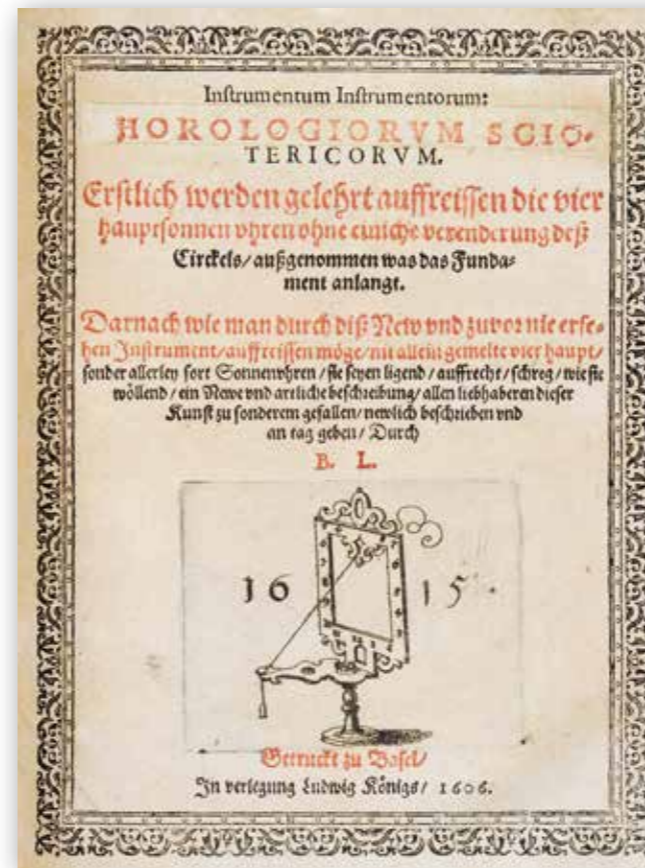 Instrumentum Instrumentorum:
HOROLOGIORVM SCIO-
TERICORVM.
Erstlich werden gelehrt auffreissen die vier
hauptsonnen vhren ohne einiche verenderung deß
Circkels/ außgenommen was das Funda-
ment anlangt.
Darnach wie man durch diß New vnd zuvor nie erse-
hen Instrument/ auffreissen möge/ nit allein gemelte vier haupt/
sonder allerley sort Sonnenvhren/ sie seyen ligend/ auffrecht/ schreg/ wie sie
wöllend/ ein Newe vnd artliche beschreibung/ allen liebhaberen dieser
Kunst zu sonderem gefallen/ newlich beschrieben vnd
an tag geben/ Durch
B. L.
16 15.
Getruckt zu Basel/
In verlegung Ludwig Königs/ 1606.